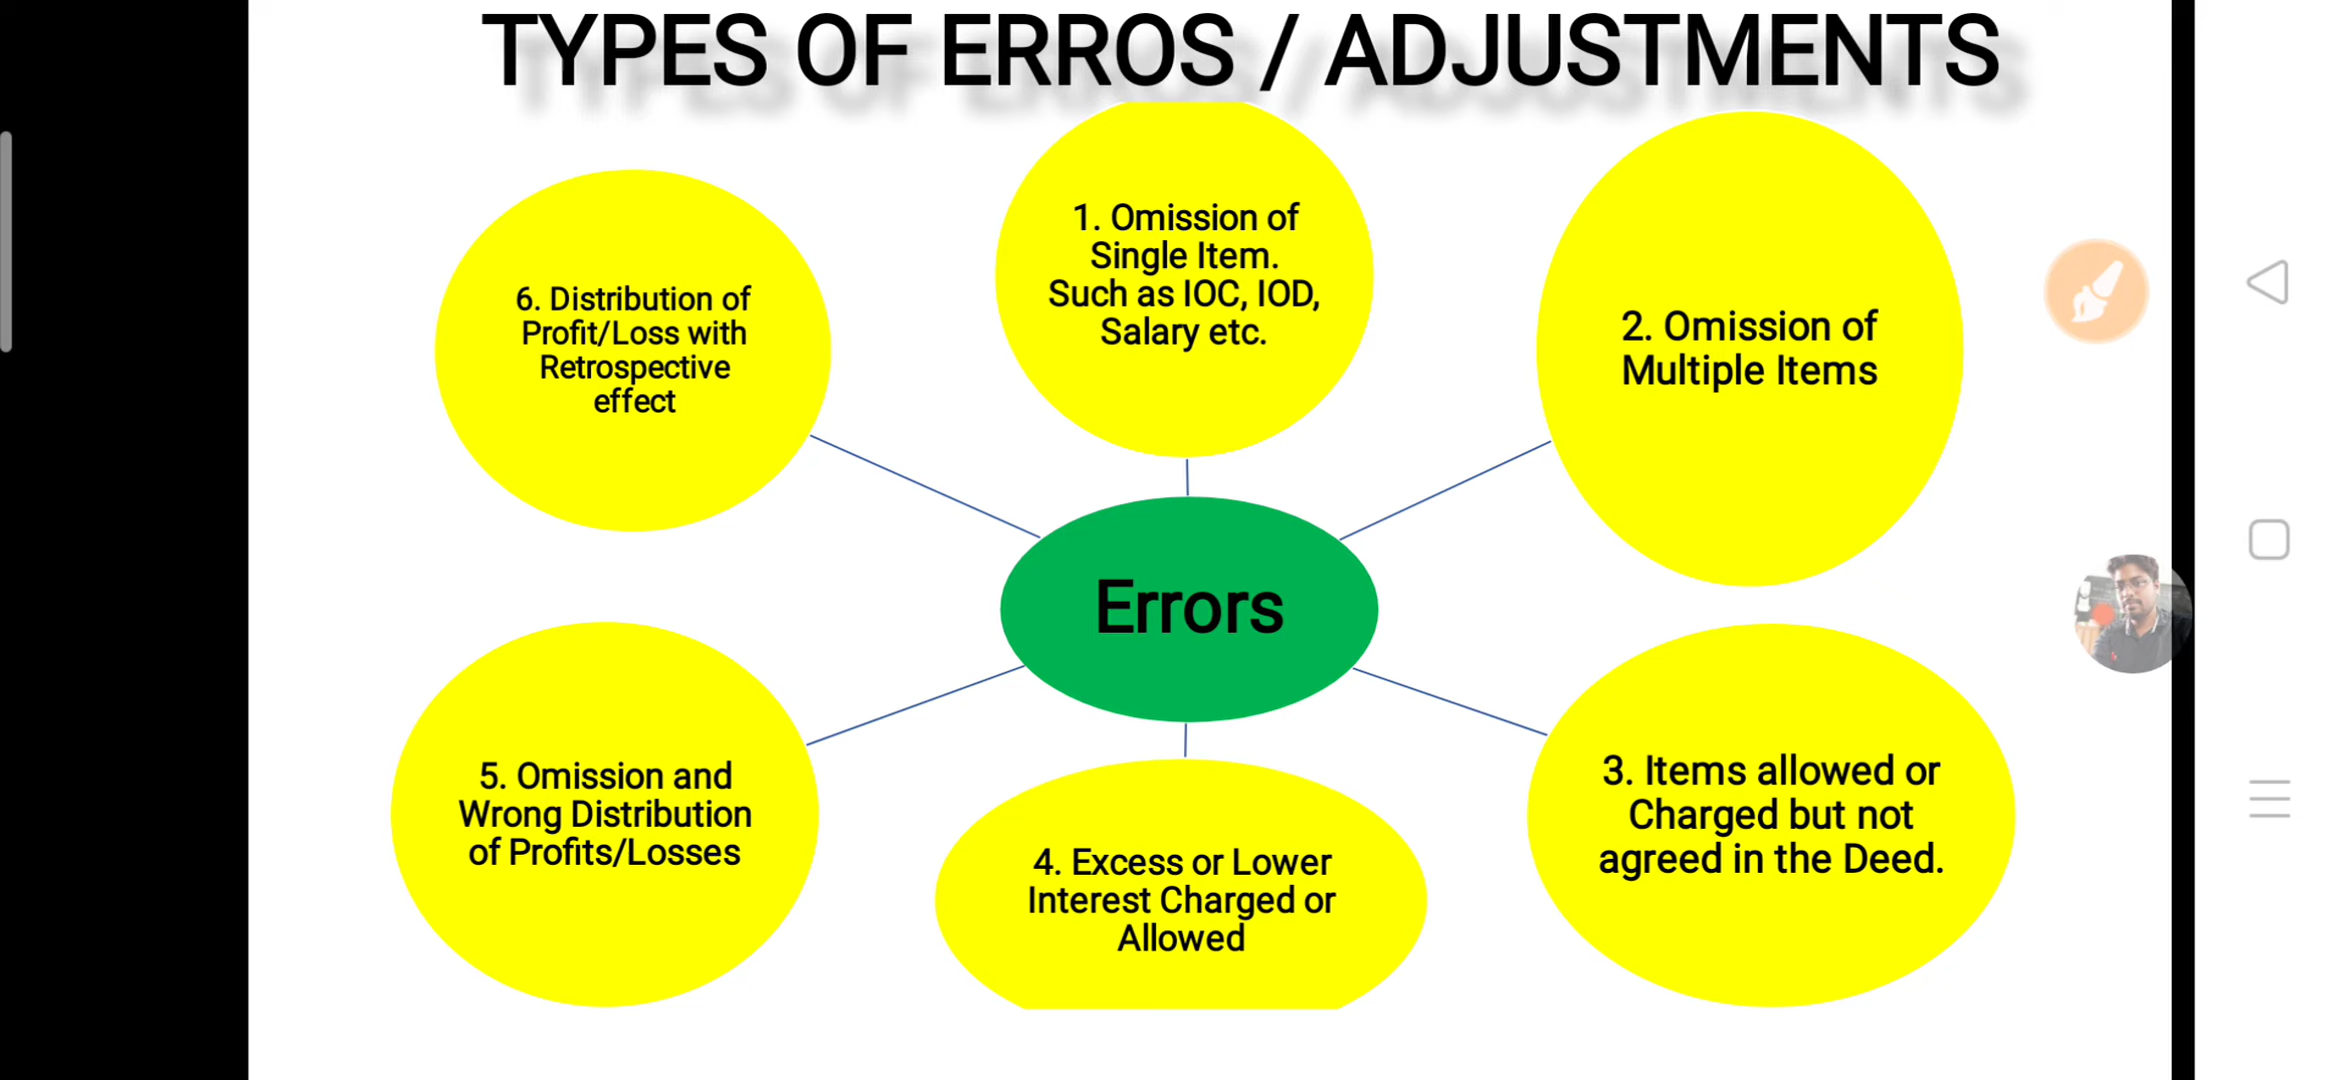 TYPES OF ERROS / ADJUSTMENTS
1. Omission of
Single Item.
Such as IOC, IOD,
Salary etc.
2. Omission of
Multiple Items
3. Items allowed or
Charged but not
agreed in the Deed.
4. Excess or Lower
Interest Charged or
Allowed
5. Omission and
Wrong Distribution
of Profits/Losses
6. Distribution of
Profit/Loss with
Retrospective
effect
Errors